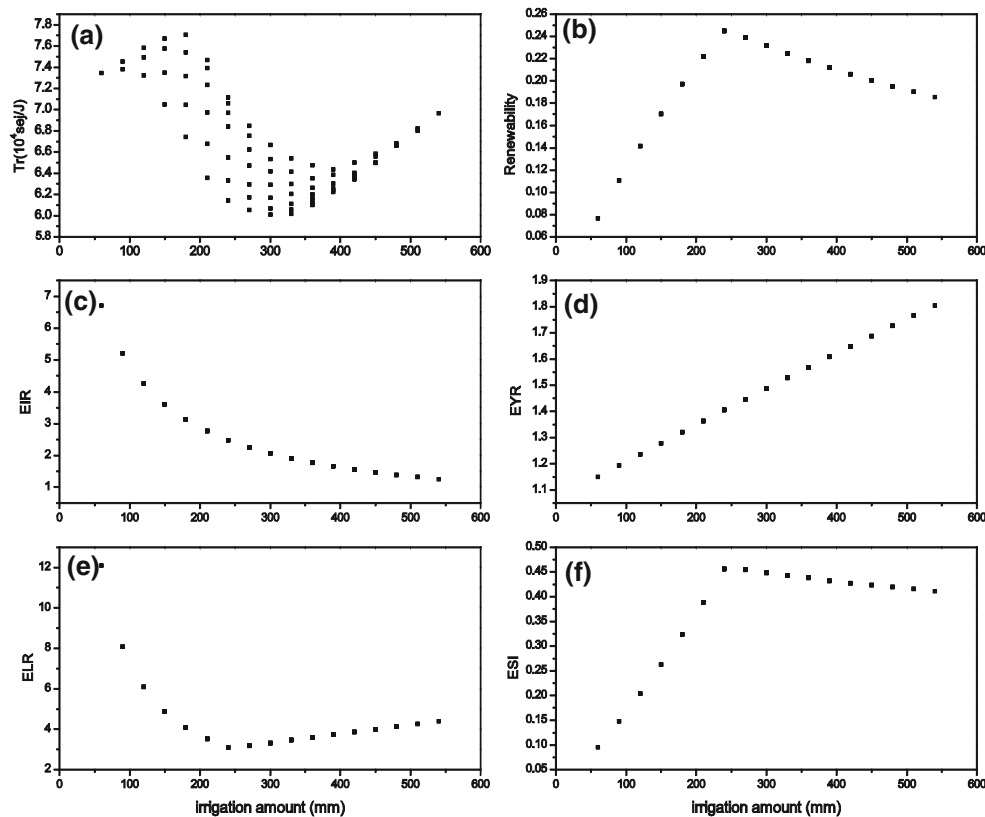 (a)
Tr(10⁴sej/J)
7.8
7.6
7.4
7.2
7.0
6.8
6.6
6.4
6.2
6.0
5.8
0 100 200 300 400 500 600
(b)
Renewability
0.26
0.24
0.22
0.20
0.18
0.16
0.14
0.12
0.10
0.08
0.06
0 100 200 300 400 500 600
(c)
EIR
7
6
5
4
3
2
1
0 100 200 300 400 500 600
(d)
EYR
1.9
1.8
1.7
1.6
1.5
1.4
1.3
1.2
1.1
0 100 200 300 400 500 600
(e)
ELR
12
10
8
6
4
2
0 100 200 300 400 500 600
irrigation amount (mm)
(f)
ESI
0.50
0.45
0.40
0.35
0.30
0.25
0.20
0.15
0.10
0.05
0 100 200 300 400 500 600
irrigation amount (mm)